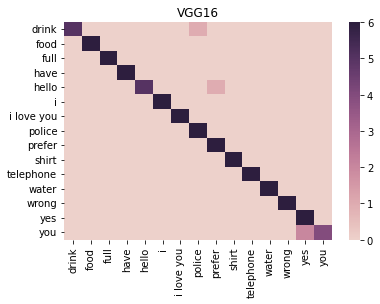 VGG16
drink
food
full
have
hello
i
i love you
police
prefer
shirt
telephone
water
wrong
yes
you
6
5
4
3
2
1
0
drink
food
full
have
hello
i
i love you
police
prefer
shirt
telephone
water
wrong
yes
you